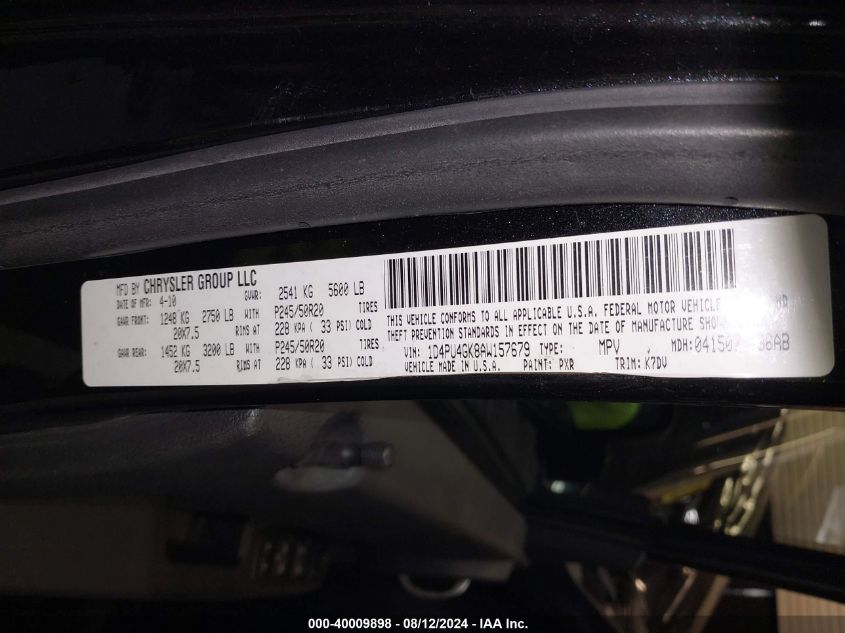 MFD BY CHRYSLER GROUP LLC
DATE OF MFR: 4-10 GVWR: 2541 KG 5600 LB
GAWR FRONT: 1248 KG 2750 LB WITH P245/50R20 TIRES
20X7.5 RIMS AT 228 KPA ( 33 PSI) COLD
GAWR REAR: 1452 KG 3200 LB WITH P245/50R20 TIRES
20X7.5 RIMS AT 228 KPA ( 33 PSI) COLD
THIS VEHICLE CONFORMS TO ALL APPLICABLE U.S.A. FEDERAL MOTOR VEHICLE
THEFT PREVENTION STANDARDS IN EFFECT ON THE DATE OF MANUFACTURE
VIN: 1D4PU4GK8AW157679 TYPE: MPV MDH:
VEHICLE MADE IN U.S.A. PAINT: PXR TRIM: K7DV
000-40009898 - 08/12/2024 - IAA Inc.